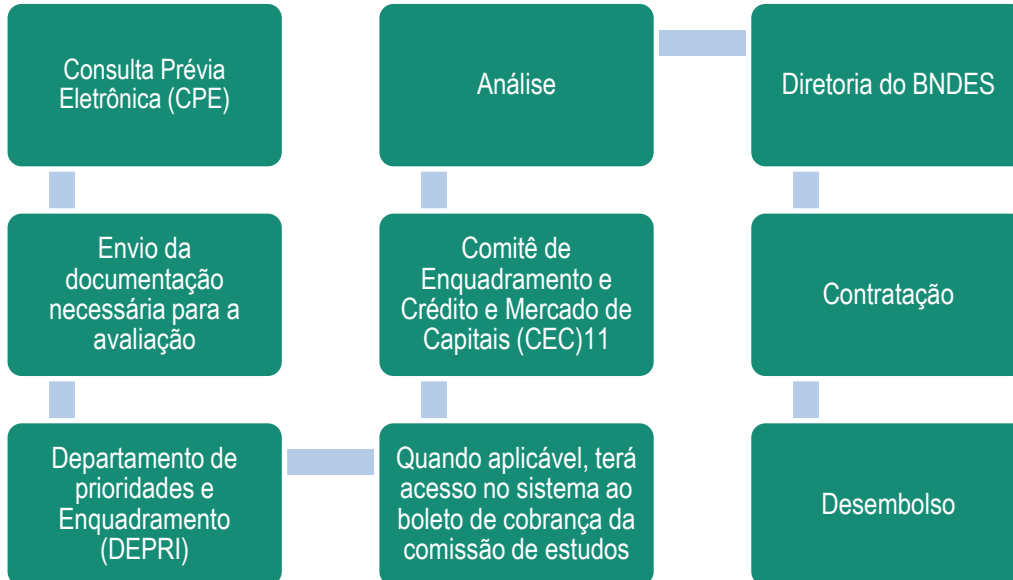 Consulta Prévia
Eletrônica (CPE)
Envio da
documentação
necessária para a
avaliação
Departamento de
prioridades e
Enquadramento
(DEPRI)
Quando aplicável, terá
acesso no sistema ao
boleto de cobrança da
comissão de estudos
Comitê de
Enquadramento e
Crédito e Mercado de
Capitais (CEC)11
Análise
Diretoria do BNDES
Contratação
Desembolso